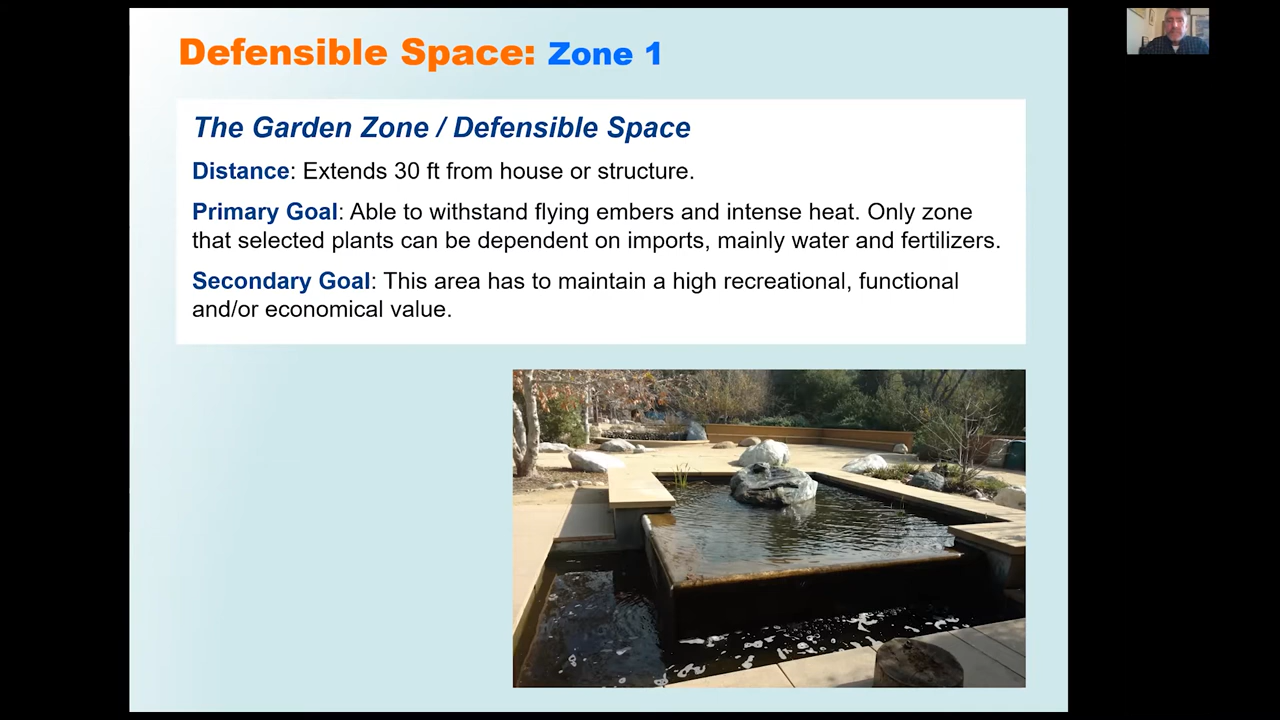 Defensible Space: Zone 1
The Garden Zone / Defensible Space
Distance: Extends 30 ft from house or structure.
Primary Goal: Able to withstand flying embers and intense heat. Only zone
that selected plants can be dependent on imports, mainly water and fertilizers.
Secondary Goal: This area has to maintain a high recreational, functional
and/or economical value.